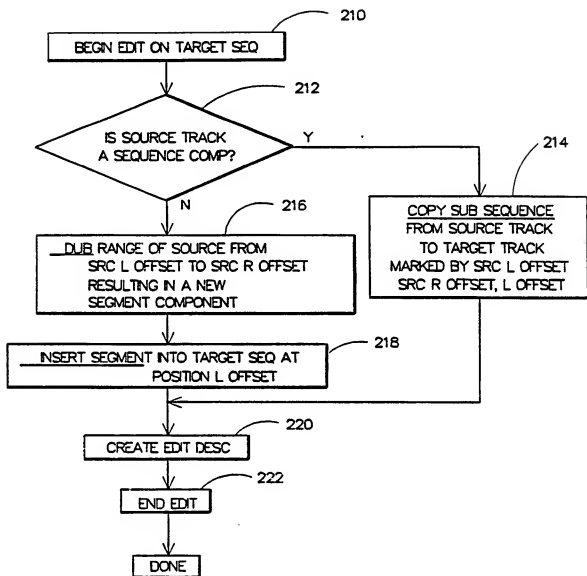 210
BEGIN EDIT ON TARGET SEQ
212
IS SOURCE TRACK
A SEQUENCE COMP?
Y
N
214
COPY SUB SEQUENCE
FROM SOURCE TRACK
TO TARGET TRACK
MARKED BY SRC L OFFSET
SRC R OFFSET, L OFFSET
216
DUB RANGE OF SOURCE FROM
SRC L OFFSET TO SRC R OFFSET
RESULTING IN A NEW
SEGMENT COMPONENT
218
INSERT SEGMENT INTO TARGET SEQ AT
POSITION L OFFSET
220
CREATE EDIT DESC
222
END EDIT
DONE